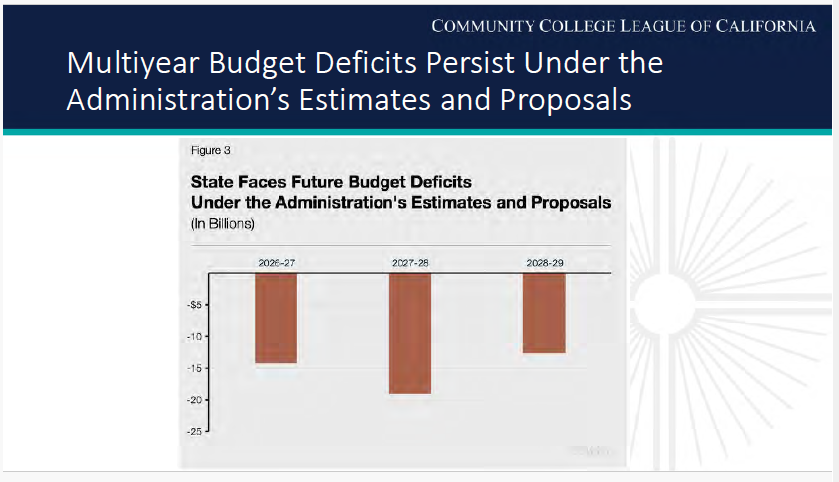 COMMUNITY COLLEGE LEAGUE OF CALIFORNIA
Multiyear Budget Deficits Persist Under the
Administration’s Estimates and Proposals
Figure 3
State Faces Future Budget Deficits
Under the Administration's Estimates and Proposals
(In Billions)
2026-27 2027-28 2028-29
-$5
-10
-15
-20
-25